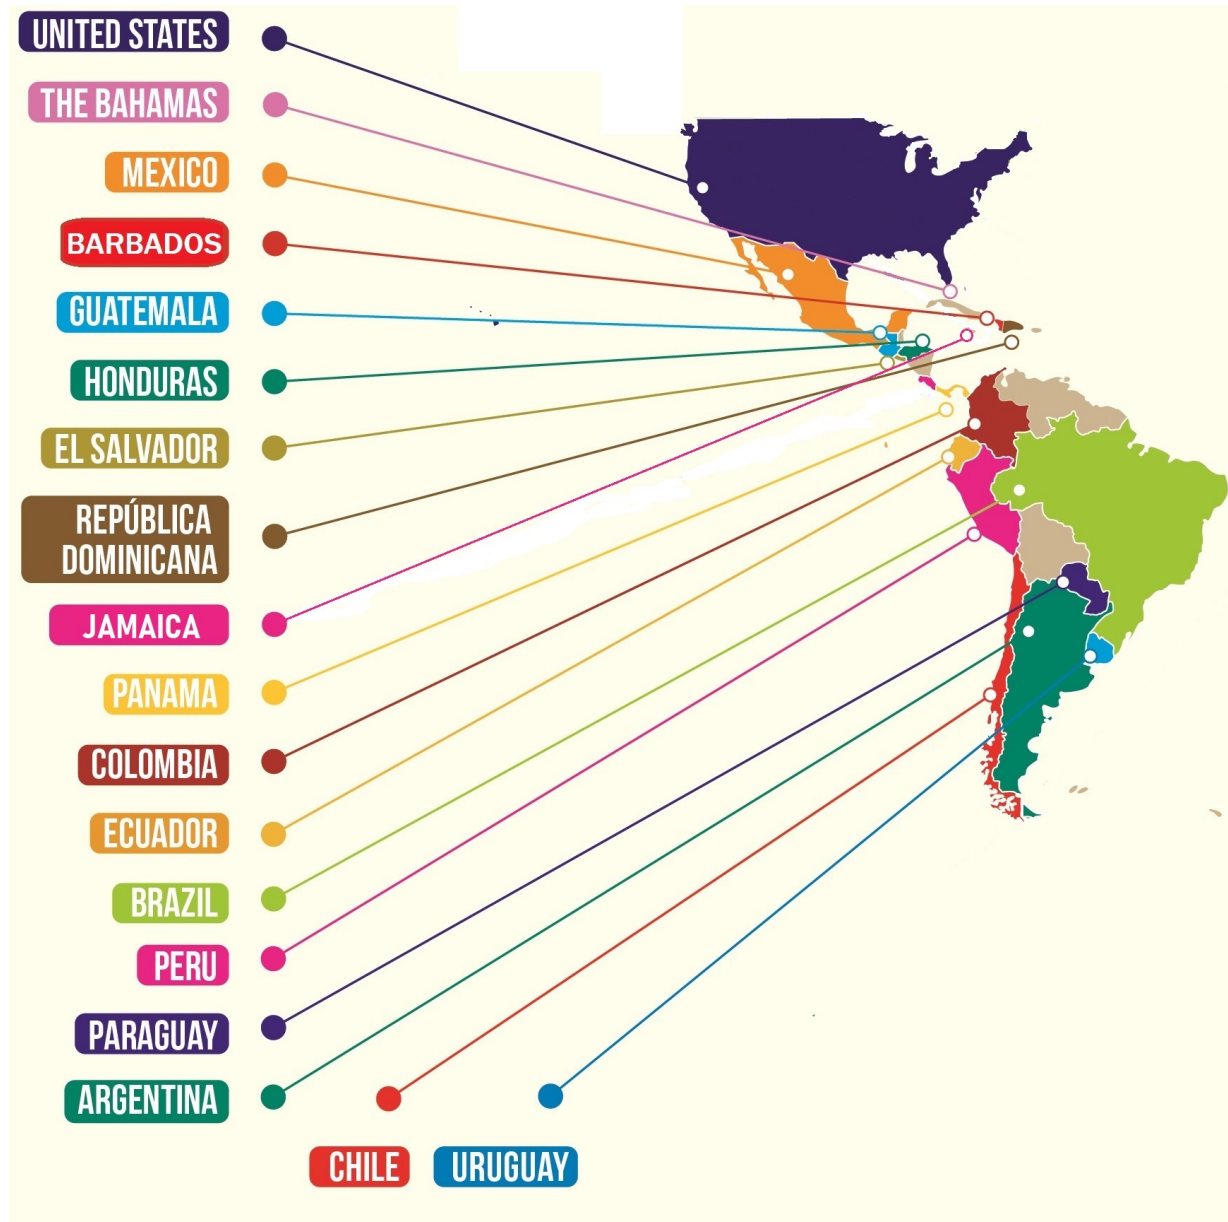 UNITED STATES
THE BAHAMAS
MEXICO
BARBADOS
GUATEMALA
HONDURAS
EL SALVADOR
REPÚBLICA
DOMINICANA
JAMAICA
PANAMA
COLOMBIA
ECUADOR
BRAZIL
PERU
PARAGUAY
ARGENTINA
CHILE
URUGUAY